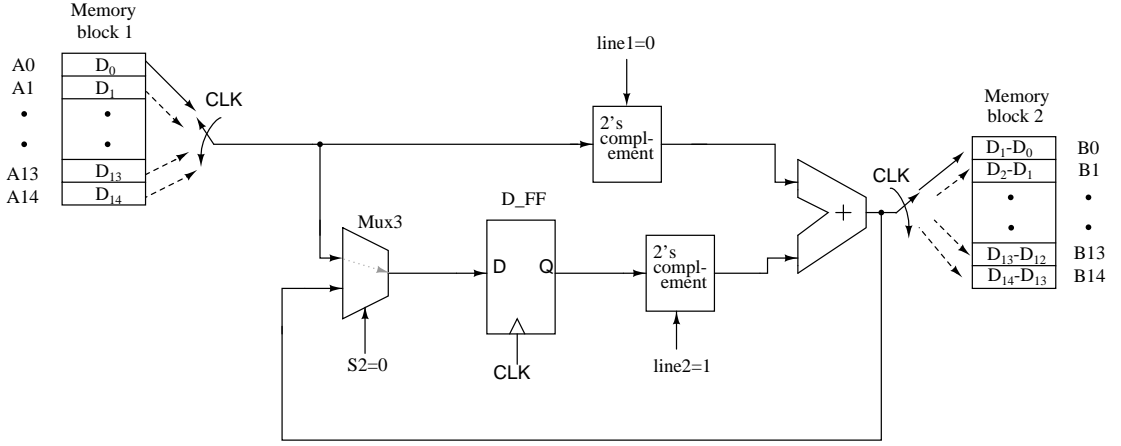 Memory
block 1
A0
A1
A13
A14
D₀
D₁
D₁₃
D₁₄
CLK
line1=0
2's
compl-
ement
Mux3
S2=0
D_FF
D
Q
CLK
2's
compl-
ement
line2=1
+
CLK
Memory
block 2
D₁-D₀
D₂-D₁
D₁₃-D₁₂
D₁₄-D₁₃
B0
B1
B13
B14